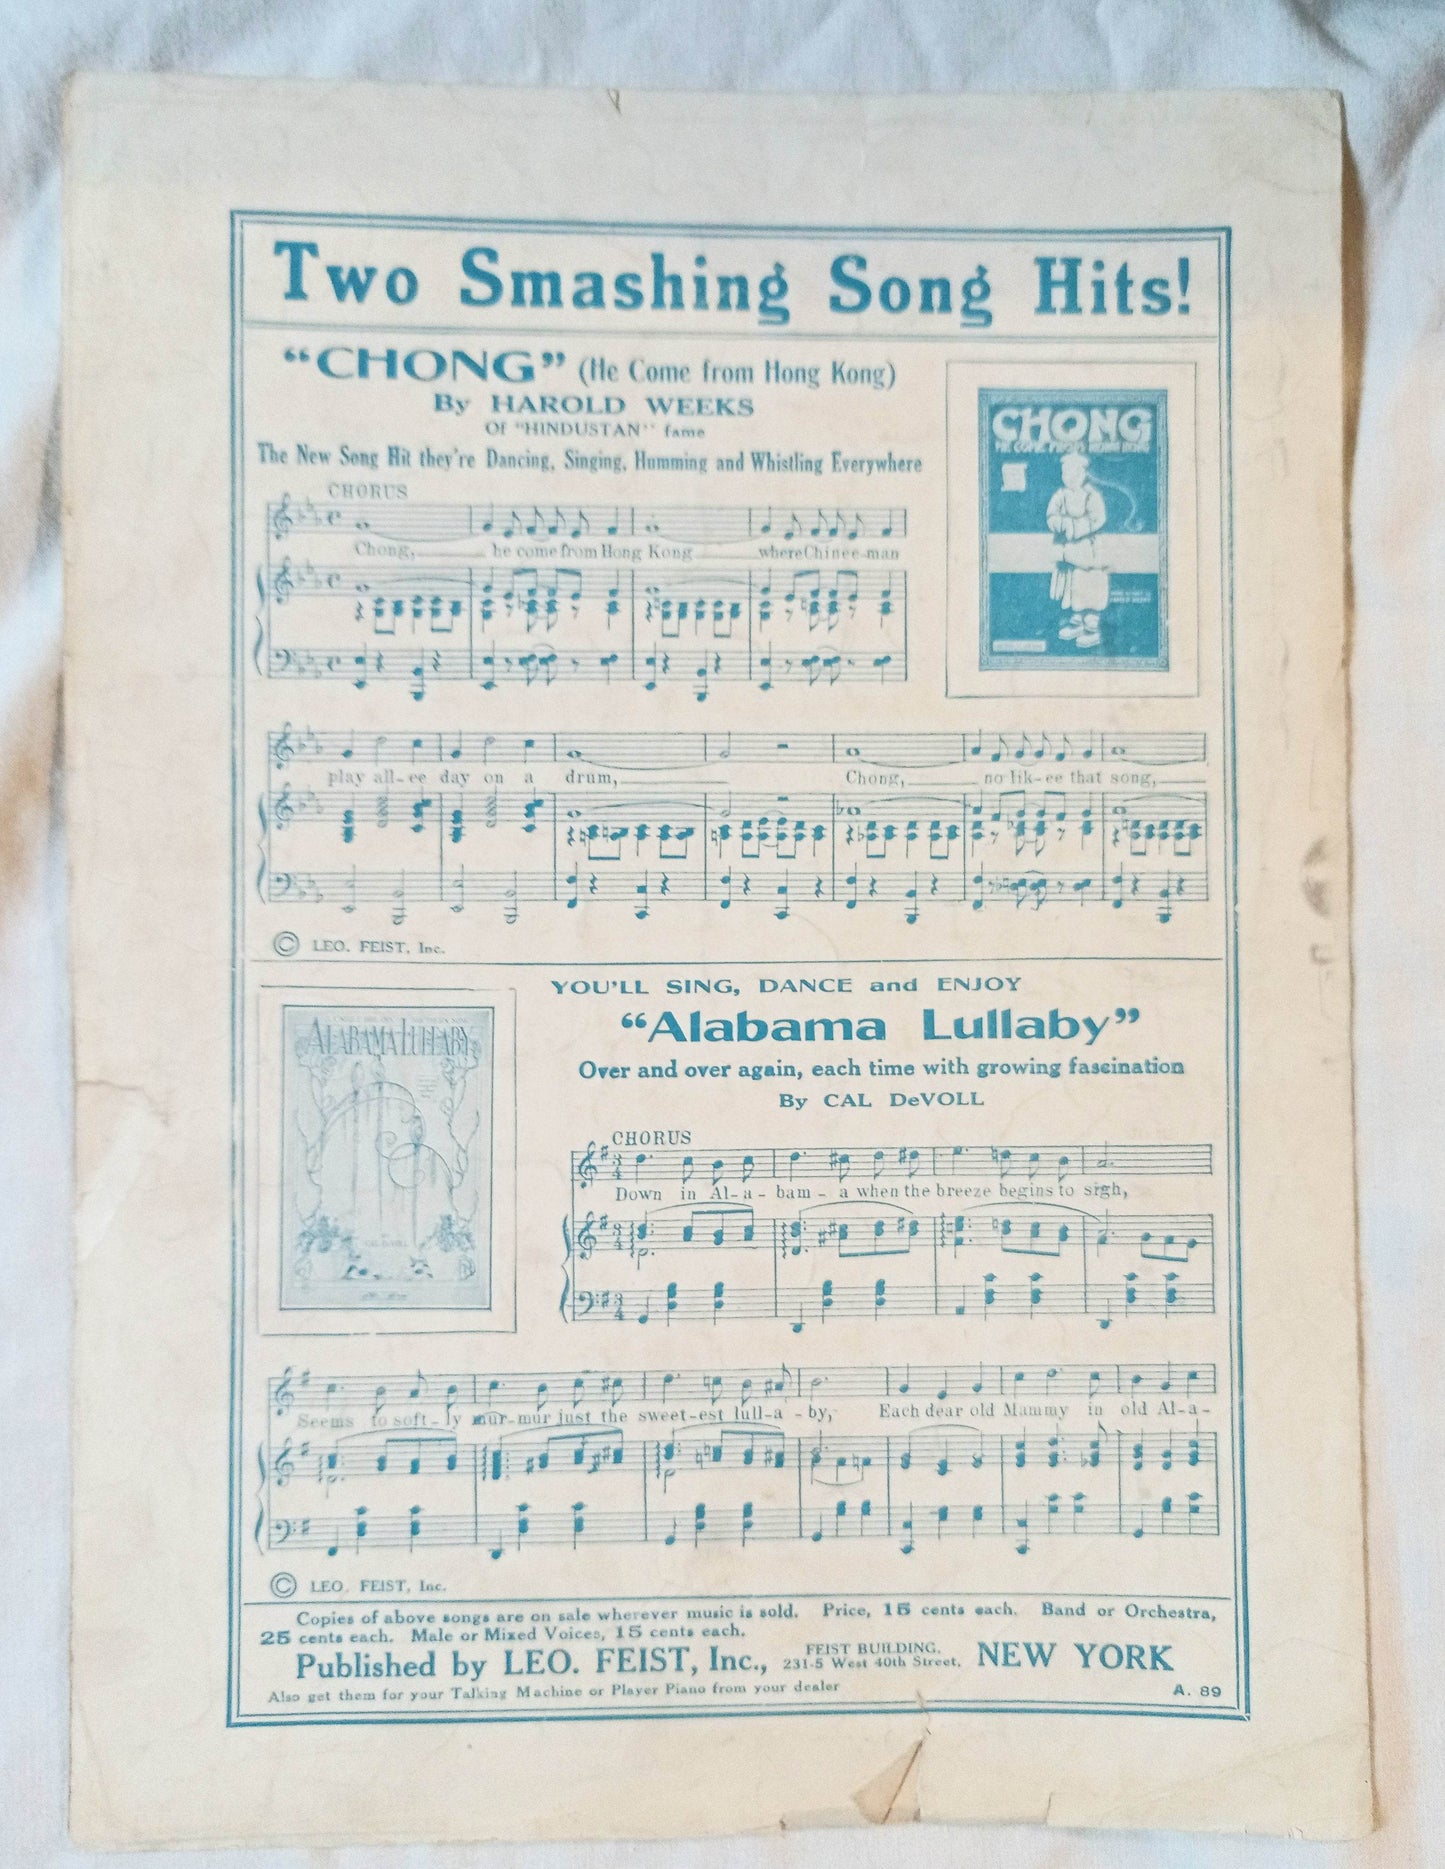 Two Smashing Song Hits!
"CHONG" (He Come from Hong Kong)
By HAROLD WEEKS
Of "HINDUSTAN" fame
The New Song Hit they're Dancing, Singing, Humming and Whistling Everywhere
CHONG
CHORUS
Chong, he come from Hong Kong where Chinee-man
play all-ee day on a drum, Chong, no lik-ee that song,
© LEO. FEIST, Inc.
YOU'LL SING, DANCE and ENJOY
"Alabama Lullaby"
Over and over again, each time with growing fascination
By CAL DeVOLL
ALABAMA LULLABY
CHORUS
Down in Al-a-bam-a when the breeze begins to sigh,
Seems to soft-ly mur-mur just the sweet-est lull-a-by, Each dear old Mammy in old Al-a-
© LEO. FEIST, Inc.
Copies of above songs are on sale wherever music is sold. Price, 15 cents each. Band or Orchestra,
25 cents each. Male or Mixed Voices, 15 cents each.
Published by LEO. FEIST, Inc., FEIST BUILDING, 231-5 West 40th Street, NEW YORK
Also get them for your Talking Machine or Player Piano from your dealer
A. 89